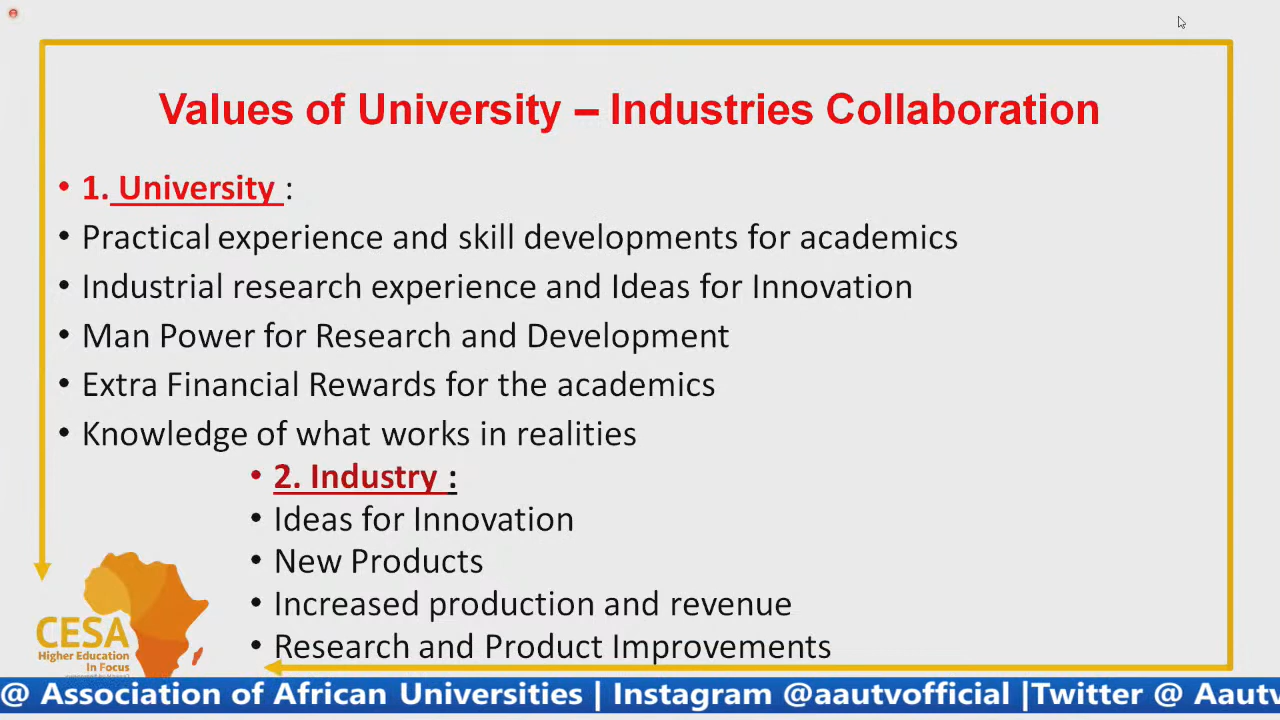 Values of University – Industries Collaboration
• 1. University :
• Practical experience and skill developments for academics
• Industrial research experience and Ideas for Innovation
• Man Power for Research and Development
• Extra Financial Rewards for the academics
• Knowledge of what works in realities
• 2. Industry :
• Ideas for Innovation
• New Products
• Increased production and revenue
• Research and Product Improvements
CESA
Higher Education
In Focus
@ Association of African Universities | Instagram @aautvofficial |Twitter @ Aautv